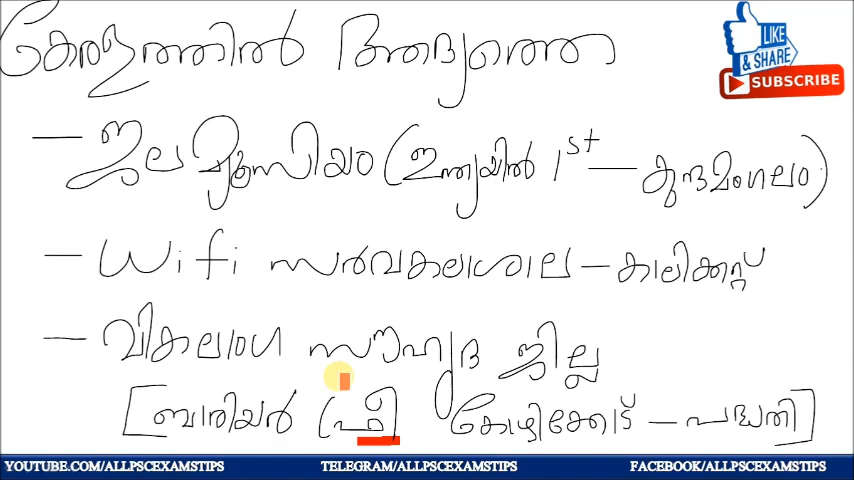 കേരളത്തിൽ ആദ്യത്തെ
LIKE
& SHARE
SUBSCRIBE
— ജല മ്യൂസിയം (ഇന്ത്യയിൽ 1st — കുന്ദമംഗലം)
— Wifi സർവകലാശാല — കാലിക്കറ്റ്
— വികലാംഗ സൗഹൃദ ജില്ല
[ബാരിയർ ഫ്രീ കോഴിക്കോട് — പദ്ധതി]
YOUTUBE.COM/ALLPSCEXAMSTIPS TELEGRAM/ALLPSCEXAMSTIPS FACEBOOK/ALLPSCEXAMSTIPS